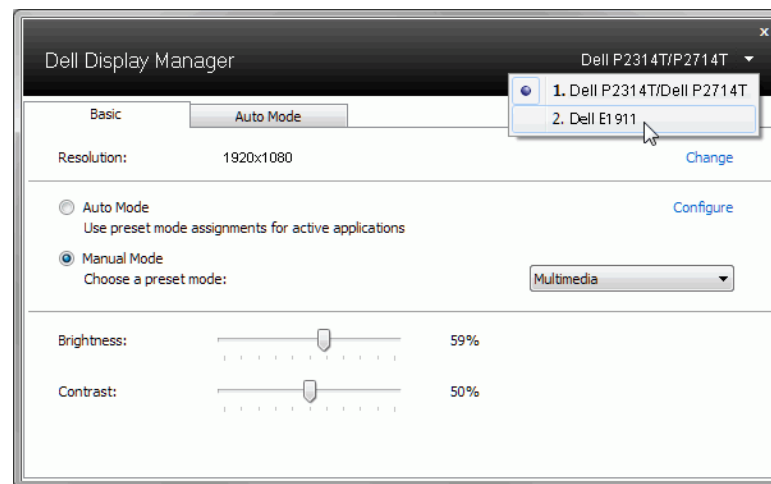 x
Dell Display Manager
Dell P2314T/P2714T
1. Dell P2314T/Dell P2714T
2. Dell E1911
Basic
Auto Mode
Resolution:
1920x1080
Change
Auto Mode
Configure
Use preset mode assignments for active applications
Manual Mode
Choose a preset mode:
Multimedia
Brightness:
59%
Contrast:
50%